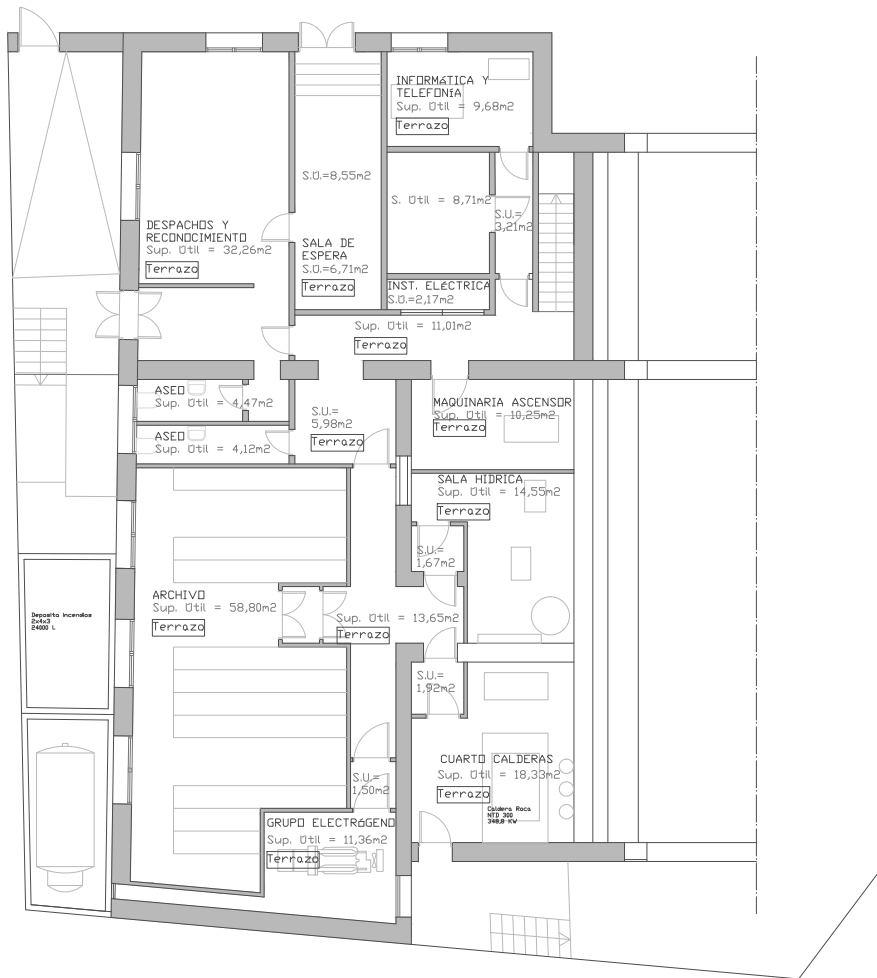 INFORMáTICA Y
TELEFONíA
Sup. Útil = 9,68m2
Terrazo
S.Ú.=8,55m2
S. Útil = 8,71m2
S.Ú.=
3,21m2
DESPACHOS Y
RECONOCIMIENTO
Sup. Útil = 32,26m2
Terrazo
SALA DE
ESPERA
S.Ú.=6,71m2
Terrazo
INST. ELéCTRICA
S.Ú.=2,17m2
Sup. Útil = 11,01m2
Terrazo
ASEO
Sup. Útil = 4,47m2
S.Ú.=
5,98m2
Terrazo
MAQUINARIA ASCENSOR
Sup. Útil = 10,25m2
Terrazo
ASEO
Sup. Útil = 4,12m2
SALA HIDRICA
Sup. Útil = 14,55m2
Terrazo
S.Ú.=
1,67m2
ARCHIVO
Sup. Útil = 58,80m2
Terrazo
Sup. Útil = 13,65m2
Terrazo
Deposito incendios
2x4x3
24000 L
S.Ú.=
1,92m2
CUARTO CALDERAS
Sup. Útil = 18,33m2
Terrazo
Caldera Roca
NTD 300
348,8 KW
S.Ú.=
1,50m2
GRUPO ELECTRóGENO
Sup. Útil = 11,36m2
Terrazo